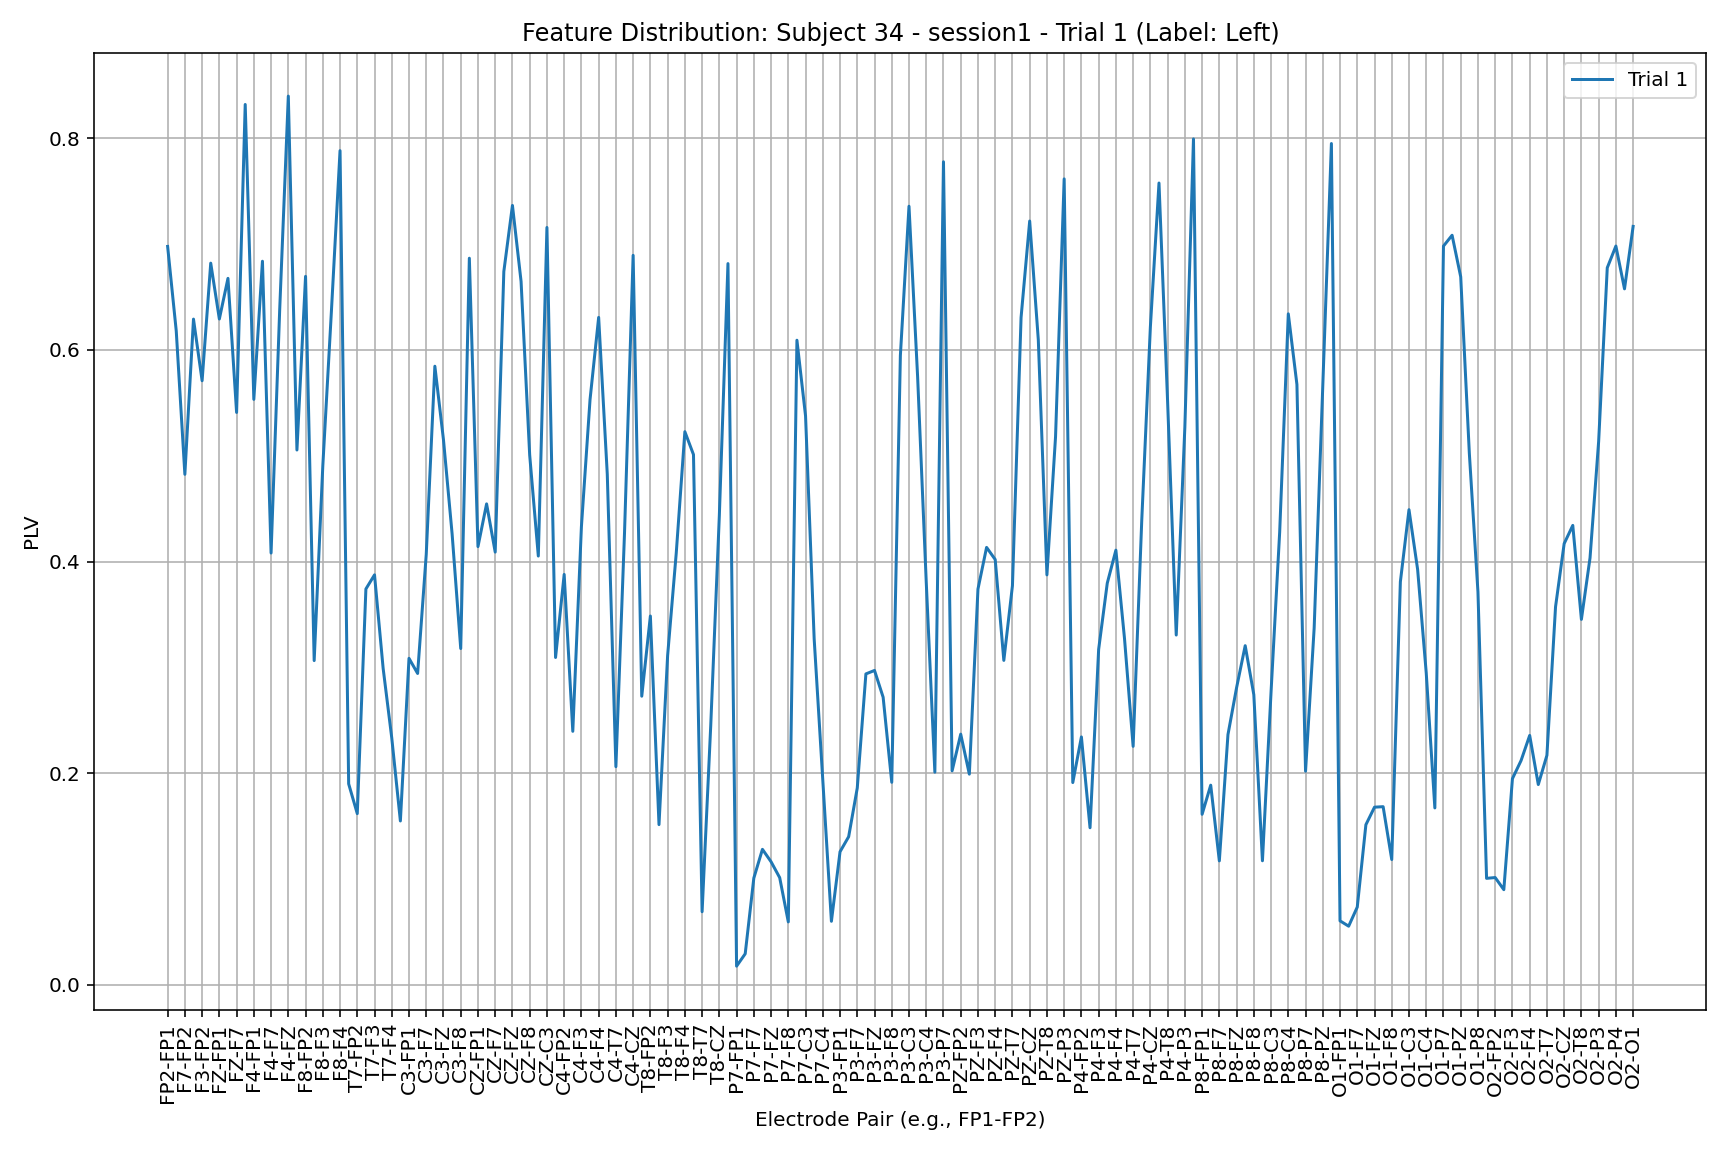 Feature Distribution: Subject 34 - session1 - Trial 1 (Label: Left)
Trial 1
PLV
0.8
0.6
0.4
0.2
0.0
FP2-FP1
F7-FP2
F3-FP2
FZ-FP1
FZ-F7
F4-FP1
F4-F7
F4-FZ
F8-FP2
F8-F3
F8-F4
T7-FP2
T7-F3
T7-F4
C3-FP1
C3-F7
C3-FZ
C3-F8
CZ-FP1
CZ-F7
CZ-FZ
CZ-F8
CZ-C3
C4-FP2
C4-F3
C4-F4
C4-T7
C4-CZ
T8-FP2
T8-F3
T8-F4
T8-T7
T8-CZ
P7-FP1
P7-F7
P7-FZ
P7-F8
P7-C3
P7-C4
P3-FP1
P3-F7
P3-FZ
P3-F8
P3-C3
P3-C4
P3-P7
PZ-FP2
PZ-F3
PZ-F4
PZ-T7
PZ-CZ
PZ-T8
PZ-P3
P4-FP2
P4-F3
P4-F4
P4-T7
P4-CZ
P4-T8
P4-P3
P8-FP1
P8-F7
P8-FZ
P8-F8
P8-C3
P8-C4
P8-P7
P8-PZ
O1-FP1
O1-F7
O1-FZ
O1-F8
O1-C3
O1-C4
O1-P7
O1-PZ
O1-P8
O2-FP2
O2-F3
O2-F4
O2-T7
O2-CZ
O2-T8
O2-P3
O2-P4
O2-O1
Electrode Pair (e.g., FP1-FP2)